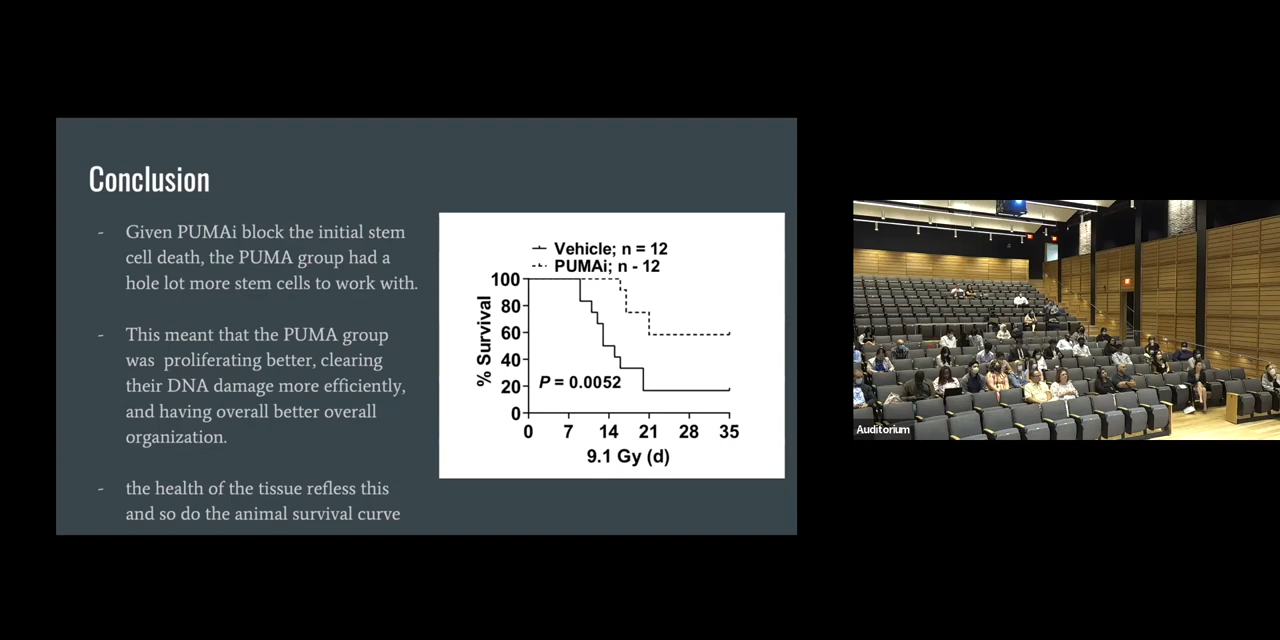 Conclusion
- Given PUMAi block the initial stem
cell death, the PUMA group had a
hole lot more stem cells to work with.
- This meant that the PUMA group
was proliferating better, clearing
their DNA damage more efficiently,
and having overall better overall
organization.
- the health of the tissue refless this
and so do the animal survival curve
Vehicle; n = 12
PUMAi; n - 12
% Survival
100
80
60
40
20
0
P = 0.0052
0 7 14 21 28 35
9.1 Gy (d)
Auditorium